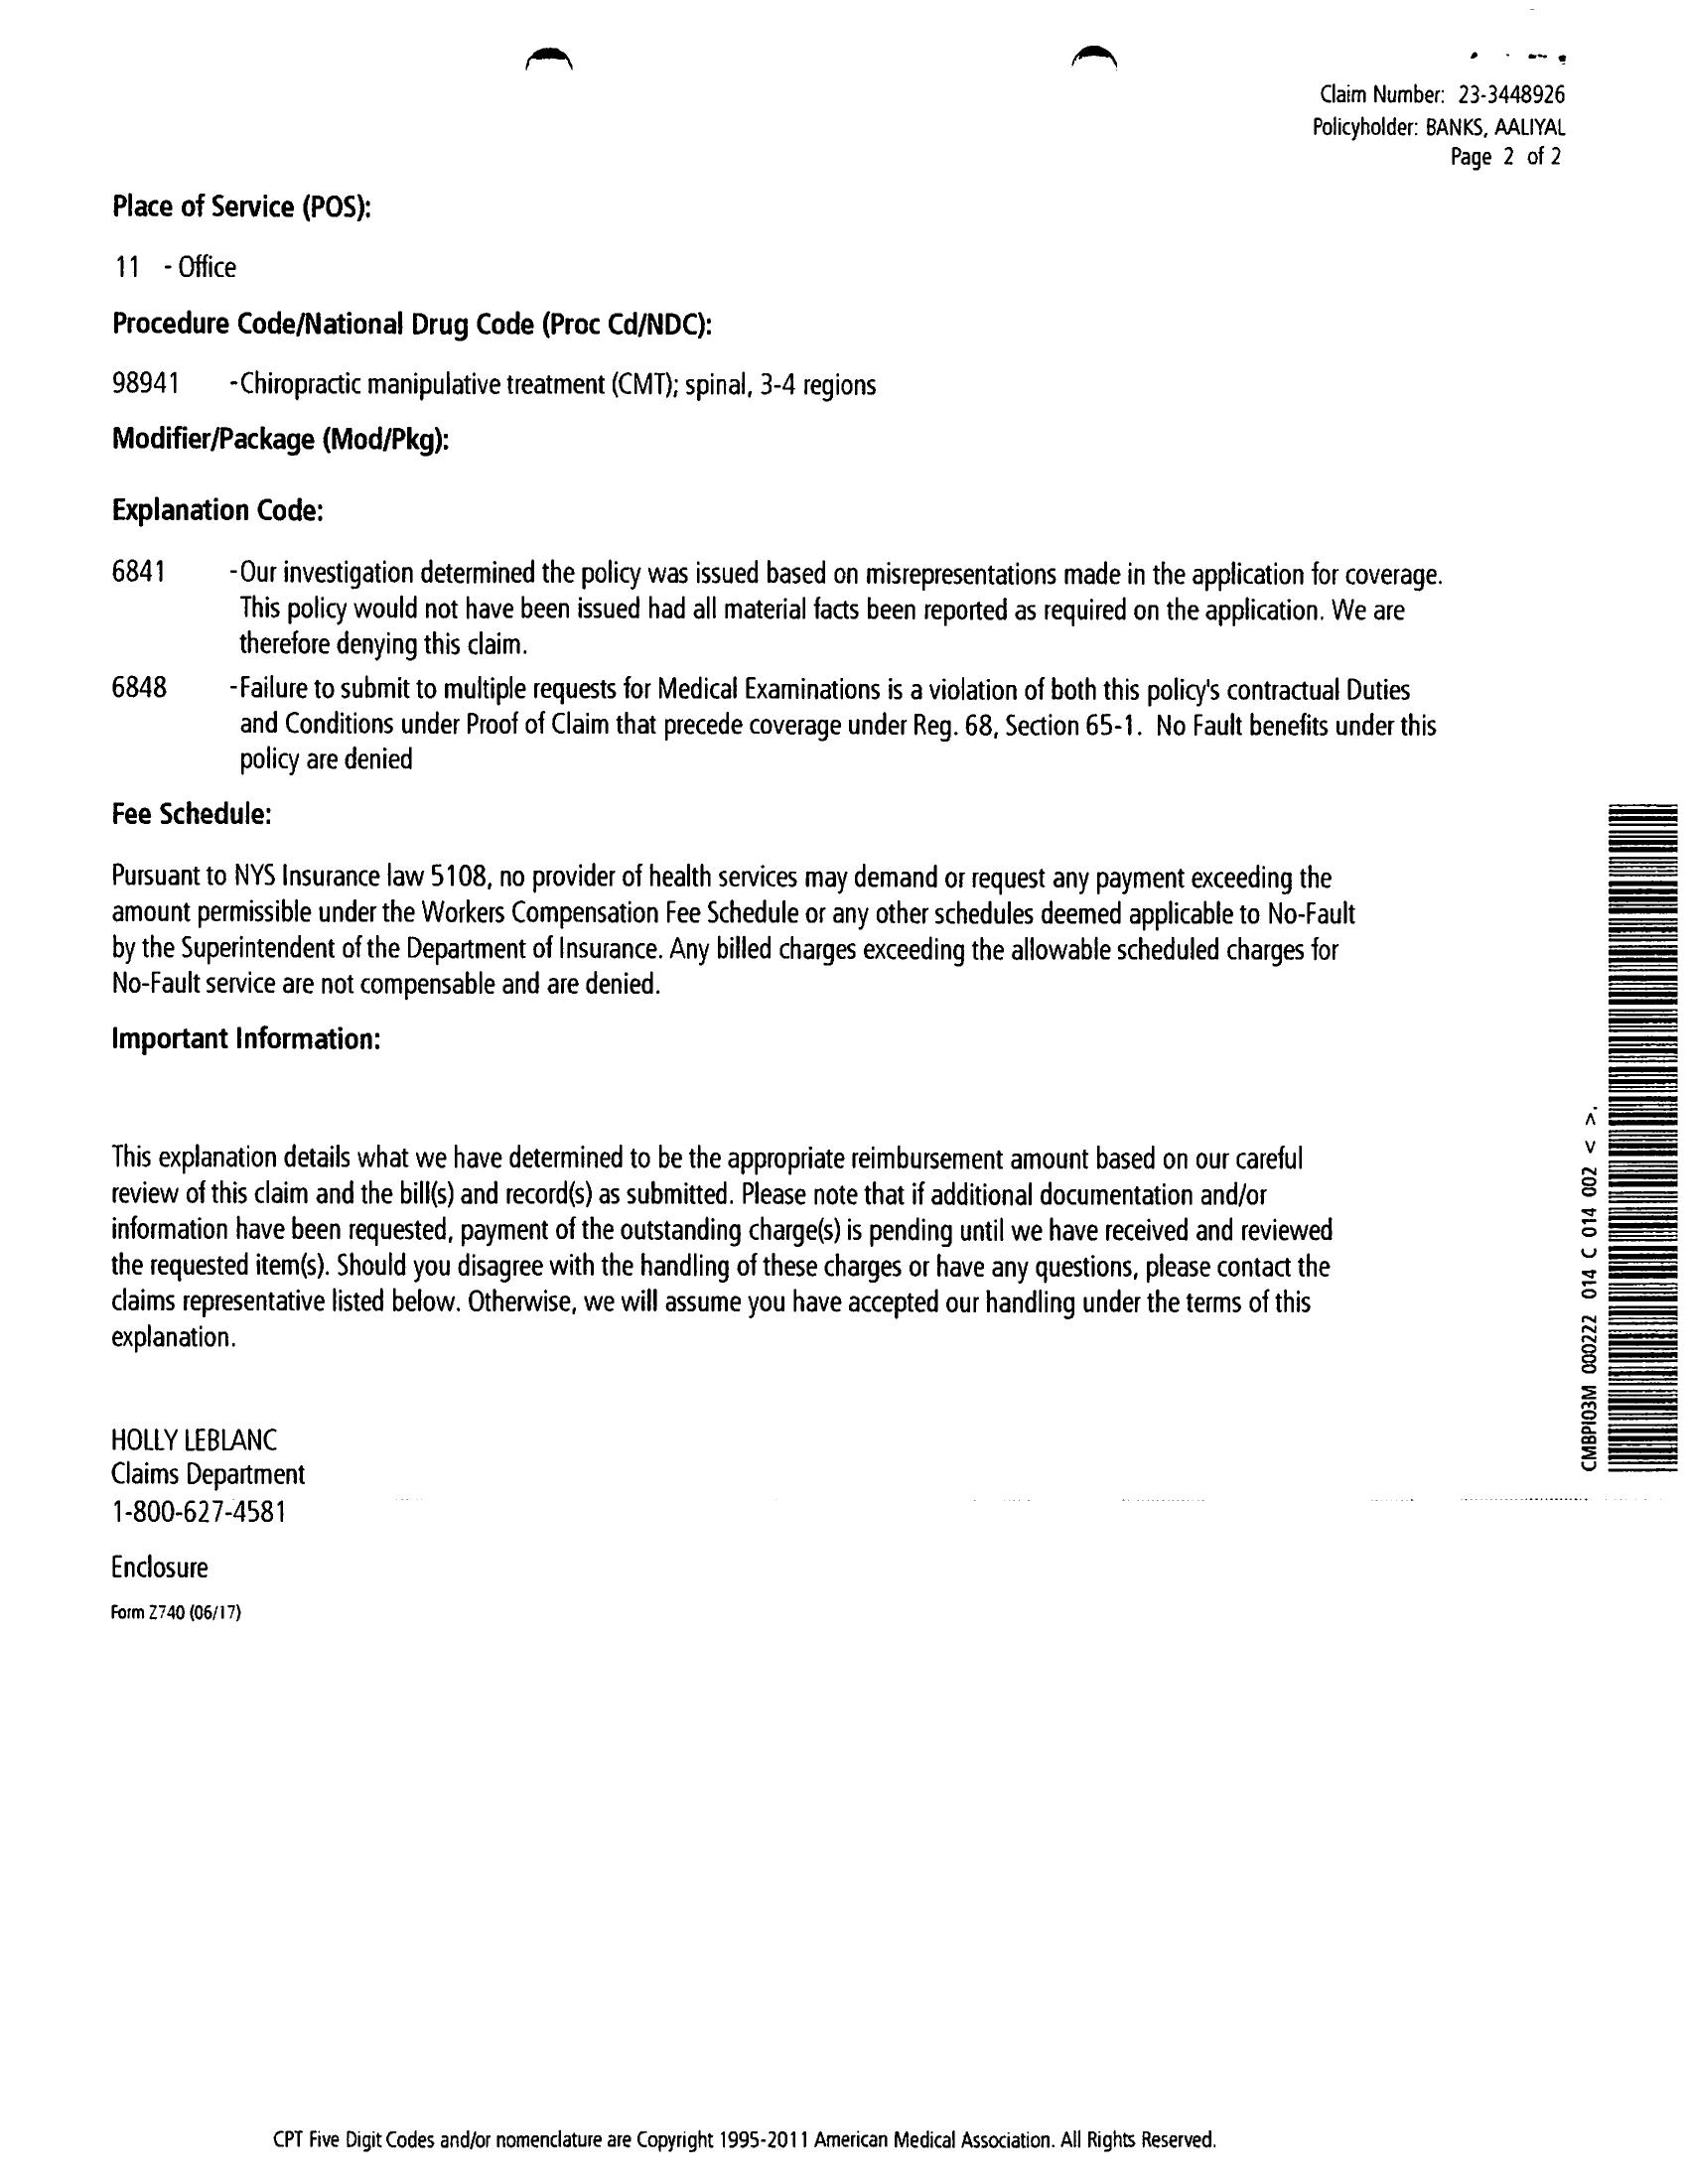 Claim Number: 23-3448926
Policyholder: BANKS, AALIYAL
Page 2 of 2
Place of Service (POS):
11 - Office
Procedure Code/National Drug Code (Proc Cd/NDC):
98941 -Chiropractic manipulative treatment (CMT); spinal, 3-4 regions
Modifier/Package (Mod/Pkg):
Explanation Code:
6841 -Our investigation determined the policy was issued based on misrepresentations made in the application for coverage.
This policy would not have been issued had all material facts been reported as required on the application. We are
therefore denying this claim.
6848 -Failure to submit to multiple requests for Medical Examinations is a violation of both this policy's contractual Duties
and Conditions under Proof of Claim that precede coverage under Reg. 68, Section 65-1. No Fault benefits under this
policy are denied
Fee Schedule:
Pursuant to NYS Insurance law 5108, no provider of health services may demand or request any payment exceeding the
amount permissible under the Workers Compensation Fee Schedule or any other schedules deemed applicable to No-Fault
by the Superintendent of the Department of Insurance. Any billed charges exceeding the allowable scheduled charges for
No-Fault service are not compensable and are denied.
Important Information:
This explanation details what we have determined to be the appropriate reimbursement amount based on our careful
review of this claim and the bill(s) and record(s) as submitted. Please note that if additional documentation and/or
information have been requested, payment of the outstanding charge(s) is pending until we have received and reviewed
the requested item(s). Should you disagree with the handling of these charges or have any questions, please contact the
claims representative listed below. Otherwise, we will assume you have accepted our handling under the terms of this
explanation.
CMBPI03M 000222 014 C 014 002 < <
HOLLY LEBLANC
Claims Department
1-800-627-4581
Enclosure
Form Z740 (06/17)
CPT Five Digit Codes and/or nomenclature are Copyright 1995-2011 American Medical Association. All Rights Reserved.